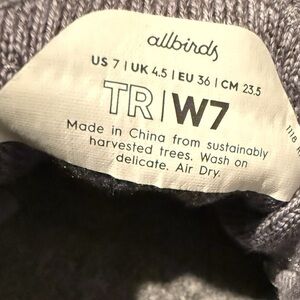 allbirds
US 7 | UK 4.5 | EU 36 | CM 23.5
TR | W7
Made in China from sustainably
harvested trees. Wash on
delicate. Air Dry.
1118